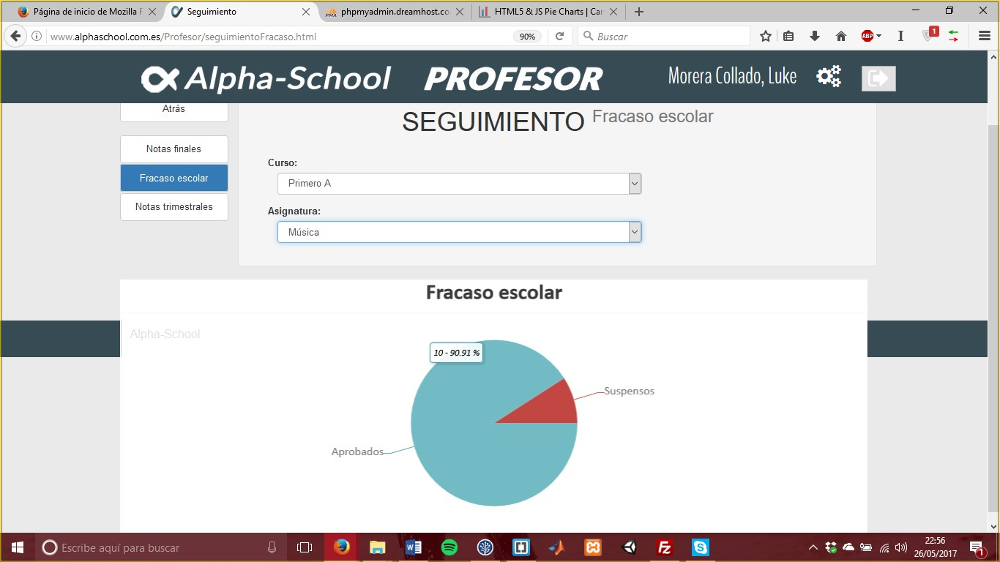 Página de inicio de Mozilla F
Seguimiento
phpmyadmin.dreamhost.co
HTML5 & JS Pie Charts | Can
www.alphaschool.com.es/Profesor/seguimientoFracaso.html
90%
Buscar
ABP
1
Alpha-School
PROFESOR
Morera Collado, Luke
Atrás
Notas finales
Fracaso escolar
Notas trimestrales
SEGUIMIENTO Fracaso escolar
Curso:
Primero A
Asignatura:
Música
Fracaso escolar
Alpha-School
10 - 90.91 %
Suspensos
Aprobados
Escribe aquí para buscar
22:56
26/05/2017
1